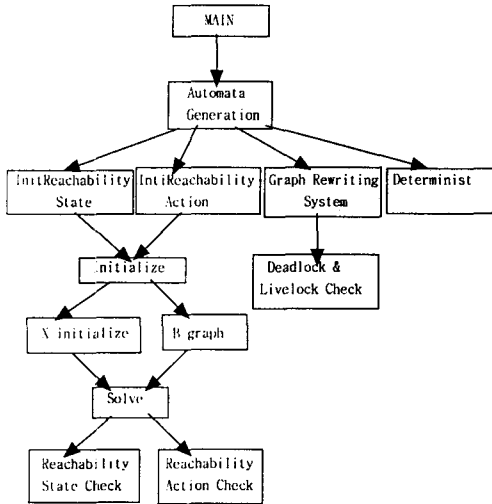 MAIN
Automata
Generation
InitReachability
State
IntiReachability
Action
Graph Rewriting
System
Determinist
Initialize
Deadlock &
Livelock Check
X initialize
B graph
Solve
Reachability
State Check
Reachability
Action Check